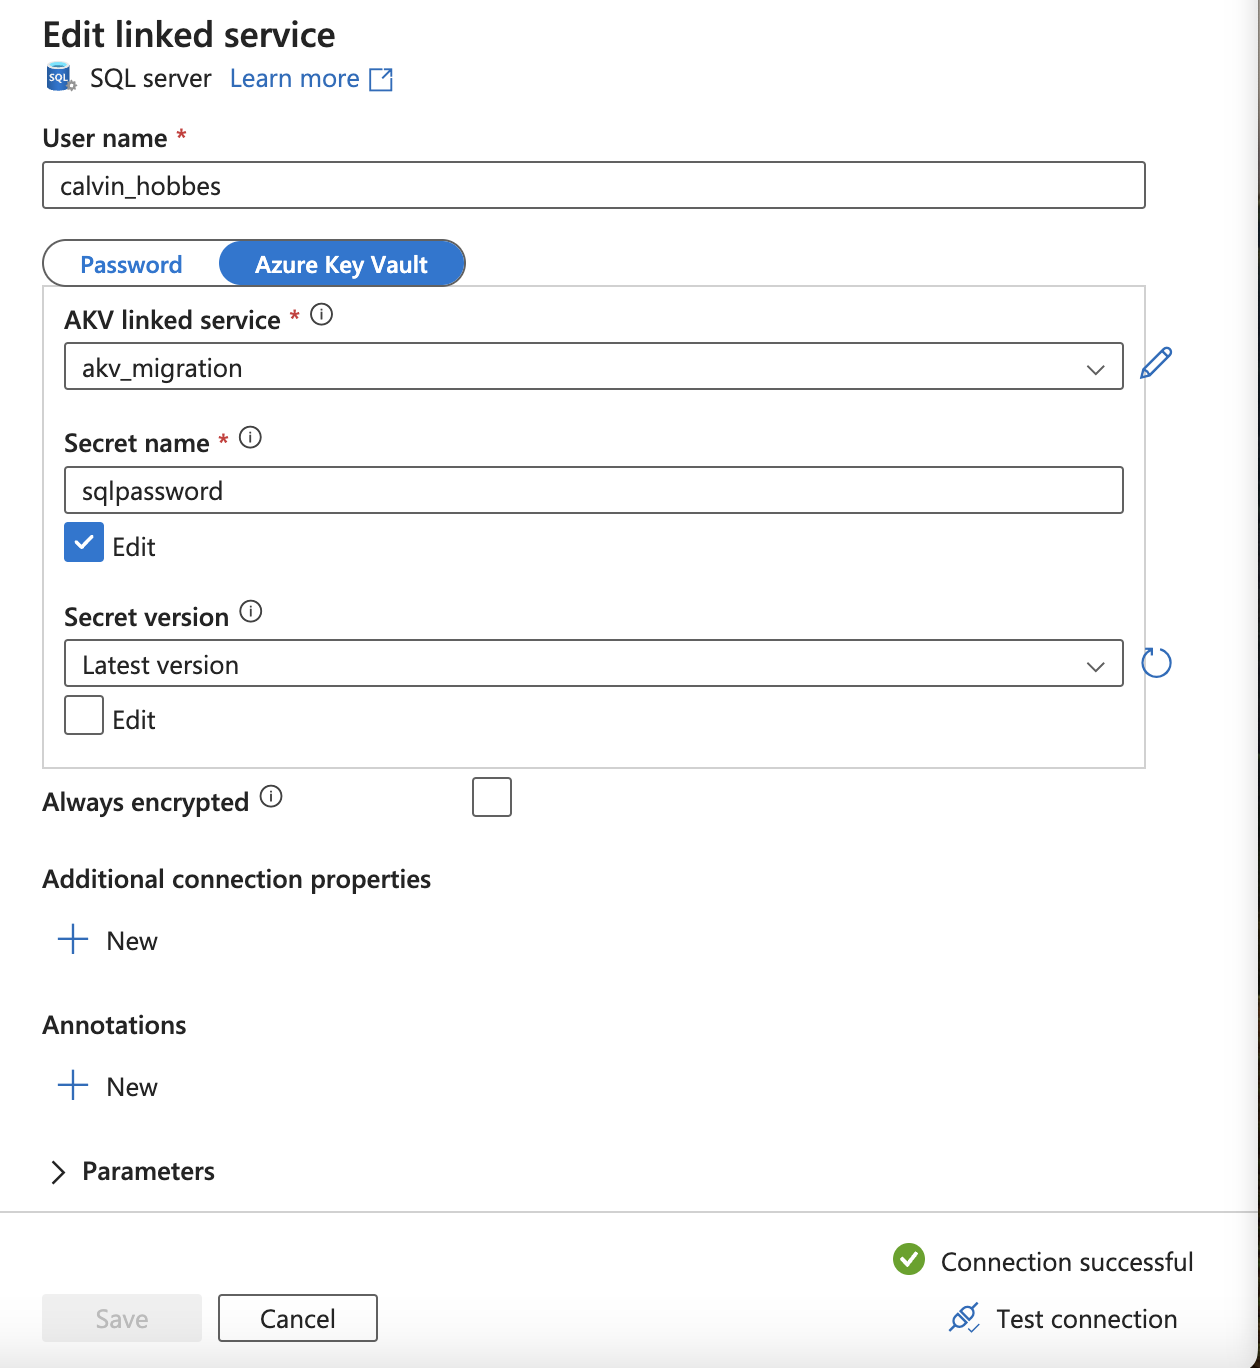 Edit linked service
SQL SQL server Learn more
User name *
calvin_hobbes
Password Azure Key Vault
AKV linked service *
akv_migration
Secret name *
sqlpassword
Edit
Secret version
Latest version
Edit
Always encrypted
Additional connection properties
New
Annotations
New
Parameters
Connection successful
Save Cancel Test connection